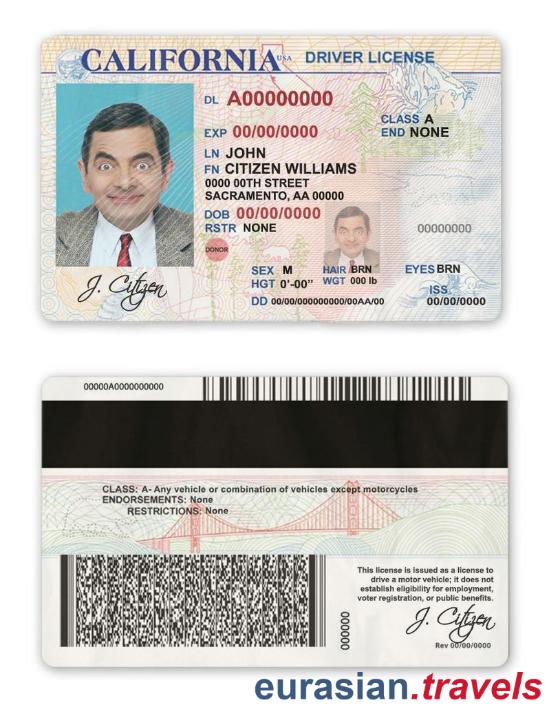 CALIFORNIA USA DRIVER LICENSE
DL A00000000
CLASS A
EXP 00/00/0000 END NONE
LN JOHN
FN CITIZEN WILLIAMS
0000 00TH STREET
SACRAMENTO, AA 00000
DOB 00/00/0000
RSTR NONE 00000000
DONOR
SEX M HAIR BRN EYES BRN
HGT 0'-00" WGT 000 lb ISS
DD 00/00/000000000/00AA/00 00/00/0000
J. Citizen
00000A0000000000
CLASS: A- Any vehicle or combination of vehicles except motorcycles
ENDORSEMENTS: None
RESTRICTIONS: None
This license is issued as a license to
drive a motor vehicle; it does not
establish eligibility for employment,
voter registration, or public benefits.
000000
J. Citizen
Rev 00/00/0000
eurasian.travels